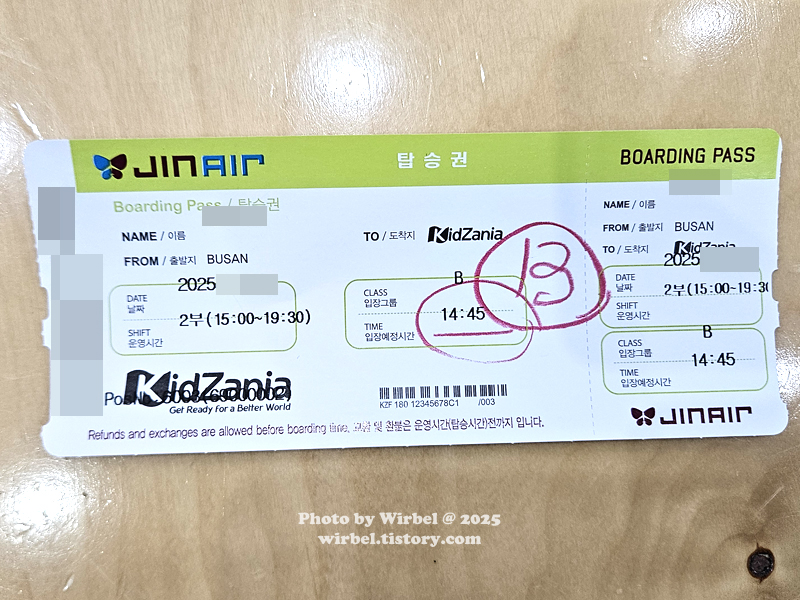 JINAIR
탑승권
BOARDING PASS
Boarding Pass / 탑승권
NAME / 이름
TO / 도착지 KidZania
FROM / 출발지 BUSAN
DATE 날짜 2025
SHIFT 운영시간 2부(15:00~19:30)
CLASS 입장그룹 B
TIME 입장예정시간 14:45
13
KidZania
Get Ready for a Better World
KZF 180 12345678C1 /003
Refunds and exchanges are allowed before boarding time, 교환 및 환불은 운영시간(탑승시간)전까지 입니다.
NAME / 이름
FROM / 출발지 BUSAN
TO / 도착지 KidZania
DATE 날짜 2025
SHIFT 운영시간 2부(15:00~19:30
CLASS 입장그룹 B
TIME 입장예정시간 14:45
JINAIR
Photo by Wirbel @ 2025
wirbel.tistory.com